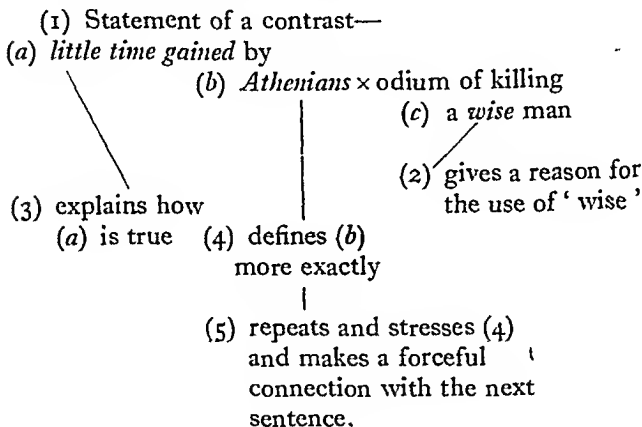 (1) Statement of a contrast—
(a) little time gained by
(b) Athenians × odium of killing
(c) a wise man
(2) gives a reason for
the use of ‘ wise ’
(3) explains how
(a) is true
(4) defines (b)
more exactly
(5) repeats and stresses (4)
and makes a forceful
connection with the next
sentence.